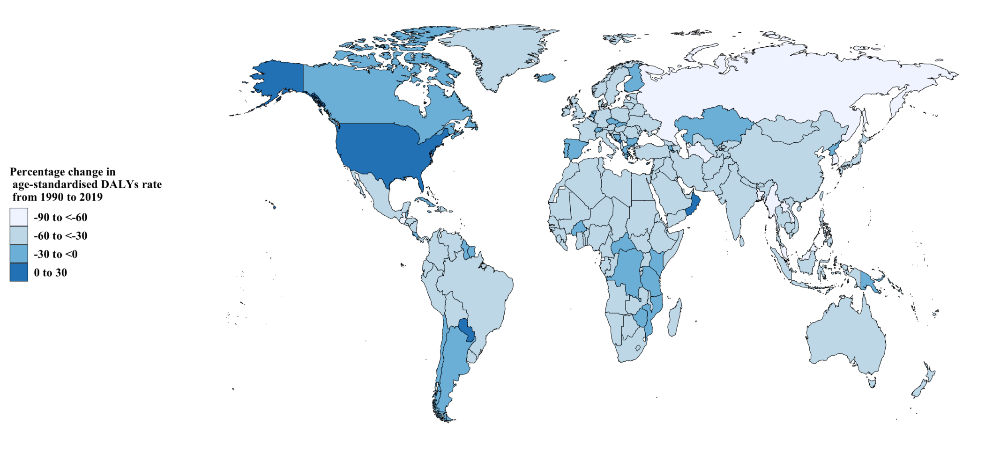 Percentage change in
age-standardised DALYs rate
from 1990 to 2019
-90 to <-60
-60 to <-30
-30 to <0
0 to 30